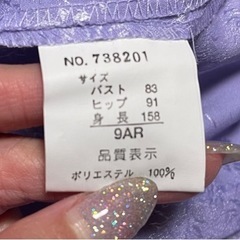 NO.738201
サイズ
バスト 83
ヒップ 91
身長 158
9AR
品質表示
ポリエステル 100%